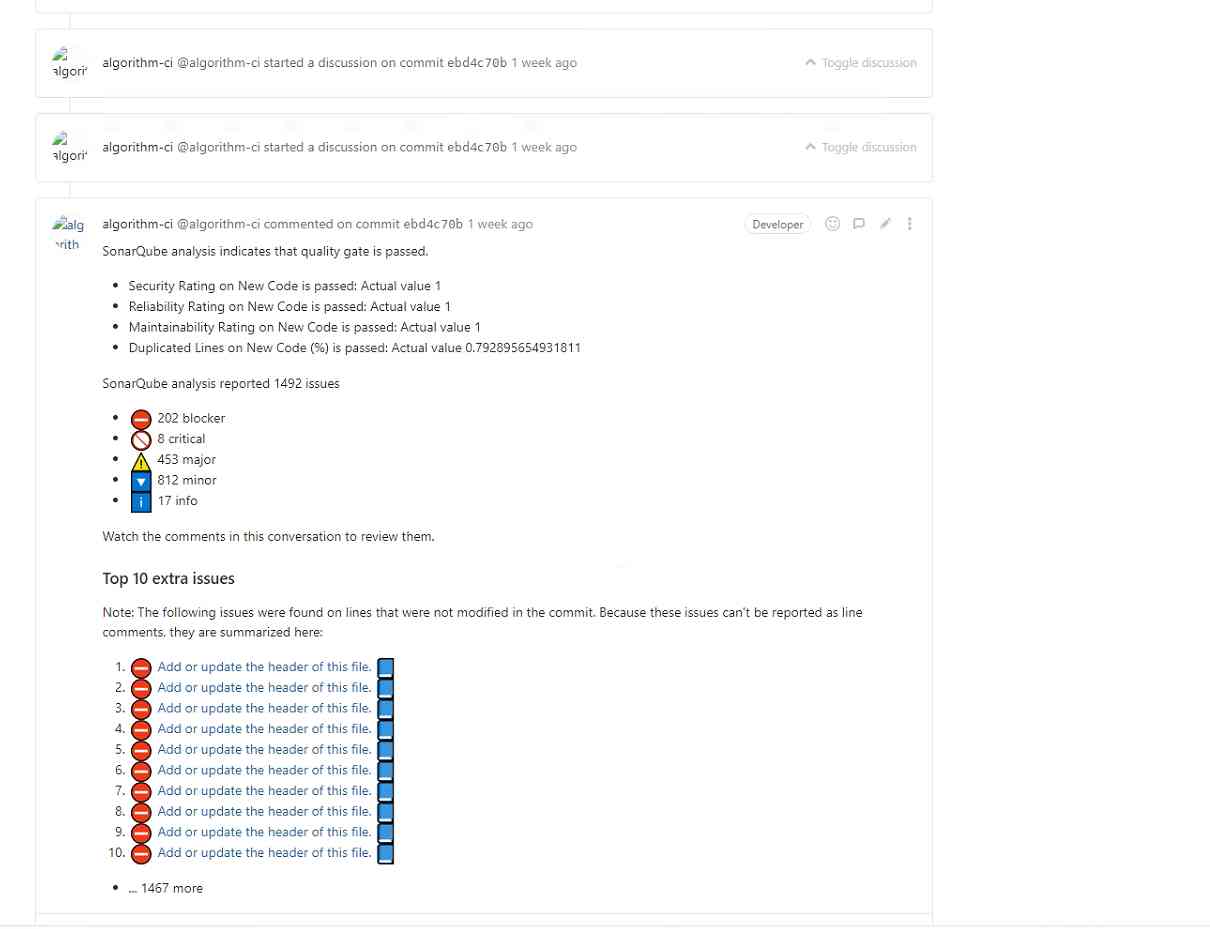 algorithm-ci @algorithm-ci started a discussion on commit ebd4c70b 1 week ago
Toggle discussion
algorithm-ci @algorithm-ci started a discussion on commit ebd4c70b 1 week ago
Toggle discussion
algorithm-ci @algorithm-ci commented on commit ebd4c70b 1 week ago
Developer
SonarQube analysis indicates that quality gate is passed.
• Security Rating on New Code is passed: Actual value 1
• Reliability Rating on New Code is passed: Actual value 1
• Maintainability Rating on New Code is passed: Actual value 1
• Duplicated Lines on New Code (%) is passed: Actual value 0.792895654931811
SonarQube analysis reported 1492 issues
• 202 blocker
• 8 critical
• 453 major
• 812 minor
• 17 info
Watch the comments in this conversation to review them.
Top 10 extra issues
Note: The following issues were found on lines that were not modified in the commit. Because these issues can't be reported as line
comments, they are summarized here:
1. Add or update the header of this file.
2. Add or update the header of this file.
3. Add or update the header of this file.
4. Add or update the header of this file.
5. Add or update the header of this file.
6. Add or update the header of this file.
7. Add or update the header of this file.
8. Add or update the header of this file.
9. Add or update the header of this file.
10. Add or update the header of this file.
• ... 1467 more